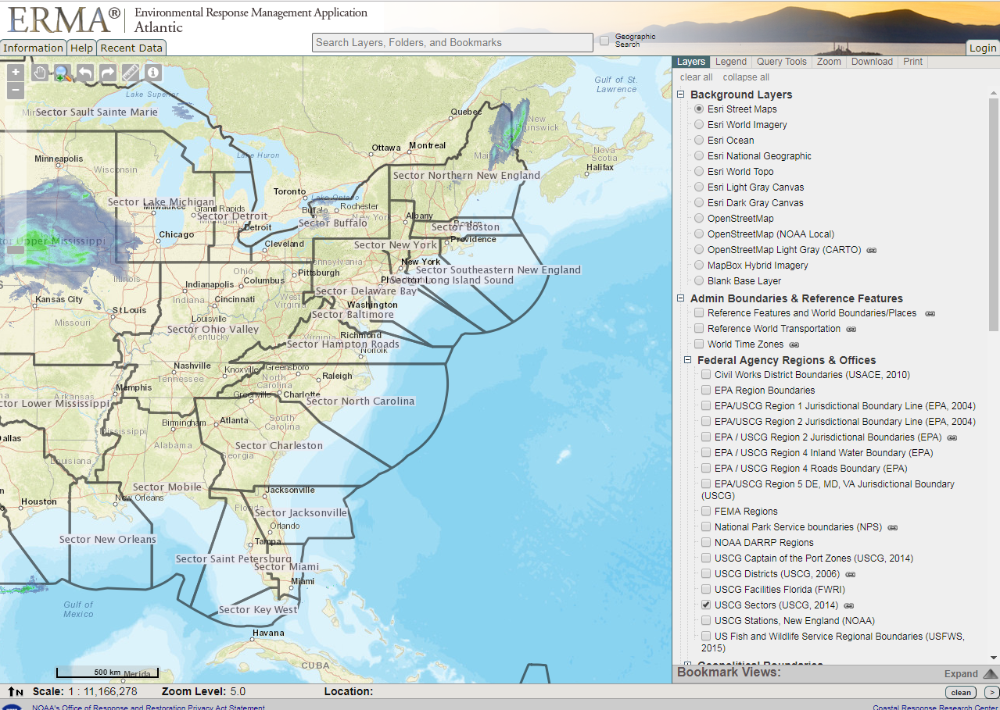 ERMA® Environmental Response Management Application
Atlantic
Search Layers, Folders, and Bookmarks
Geographic
Search
Information Help Recent Data
Login
Layers Legend Query Tools Zoom Download Print
clear all collapse all
Background Layers
Esri Street Maps
Esri World Imagery
Esri Ocean
Esri National Geographic
Esri World Topo
Esri Light Gray Canvas
Esri Dark Gray Canvas
OpenStreetMap
OpenStreetMap (NOAA Local)
OpenStreetMap Light Gray (CARTO)
MapBox Hybrid Imagery
Blank Base Layer
Admin Boundaries & Reference Features
Reference Features and World Boundaries/Places
Reference World Transportation
World Time Zones
Federal Agency Regions & Offices
Civil Works District Boundaries (USACE, 2010)
EPA Region Boundaries
EPA/USCG Region 1 Jurisdictional Boundary Line (EPA, 2004)
EPA/USCG Region 2 Jurisdictional Boundary Line (EPA, 2004)
EPA / USCG Region 2 Jurisdictional Boundaries (EPA)
EPA / USCG Region 4 Inland Water Boundary (EPA)
EPA / USCG Region 4 Roads Boundary (EPA)
EPA/USCG Region 5 DE, MD, VA Jurisdictional Boundary
(USCG)
FEMA Regions
National Park Service boundaries (NPS)
NOAA DARRP Regions
USCG Captain of the Port Zones (USCG, 2014)
USCG Districts (USCG, 2006)
USCG Facilities Florida (FWRI)
USCG Sectors (USCG, 2014)
USCG Stations, New England (NOAA)
US Fish and Wildlife Service Regional Boundaries (USFWS,
2015)
Geopolitical Boundaries
Bookmark Views:
Expand
clean >
Gulf of St.
Lawrence
Lake Superior
Sector Sault Sainte Marie
Quebec
New
Brunswick
Ottawa
Montreal
Maine
Nova
Scotia
Halifax
Minneapolis
Wisconsin
Lake Huron
Sector Northern New England
Toronto
Lake Ontario
Sector Lake Michigan
Milwaukee
Grand Rapids
Michigan
Sector Detroit
Detroit
Buffalo
Rochester
New York
Sector Buffalo
Albany
Boston
Sector Boston
Providence
Chicago
Upper Mississippi
Cleveland
Sector New York
Pennsylvania
New York
Sector Southeastern New England
Sector Long Island Sound
Illinois
Ohio
Pittsburgh
Indianapolis
Columbus
Sector Delaware Bay
Kansas City
Indiana
Cincinnati
West
Virginia
Washington
Sector Baltimore
St Louis
Missouri
Louisville
Sector Ohio Valley
Kentucky
Virginia
Richmond
Sector Hampton Roads
Norfolk
Nashville
Tennessee
Knoxville
Greensboro
North
Carolina
Raleigh
Memphis
Arkansas
Greenville
Charlotte
Sector North Carolina
Lower Mississippi
Birmingham
Atlanta
South
Carolina
Mississippi
Alabama
Georgia
Sector Charleston
Louisiana
Sector Mobile
Jacksonville
Houston
New Orleans
Florida
Sector Jacksonville
Orlando
Sector New Orleans
Tampa
Sector Saint Petersburg
Sector Miami
Miami
Gulf of
Mexico
Sector Key West
Havana
CUBA
500 km
Merida
N Scale: 1 : 11,166,278 Zoom Level: 5.0 Location:
NOAA's Office of Response and Restoration Privacy Act Statement
Coastal Response Research Center